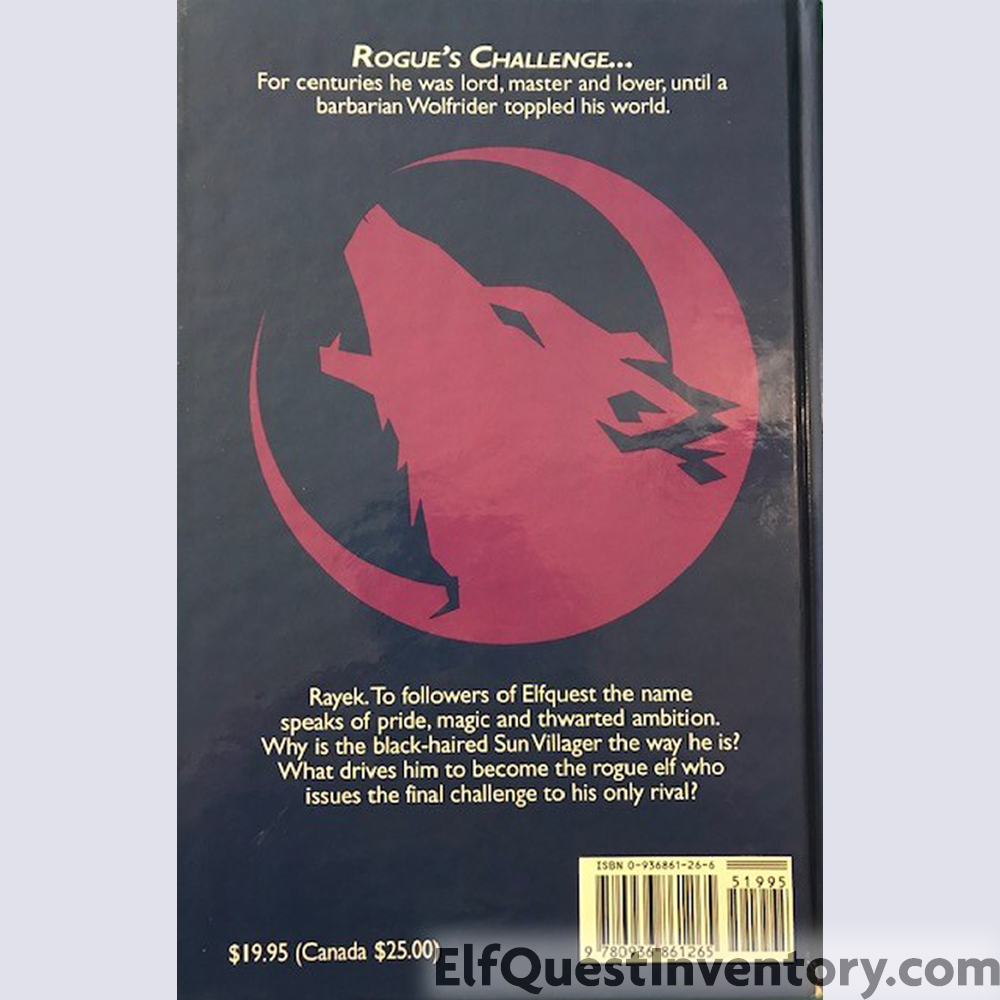 ROGUE'S CHALLENGE...
For centuries he was lord, master and lover, until a
barbarian Wolfrider toppled his world.
Rayek. To followers of Elfquest the name
speaks of pride, magic and thwarted ambition.
Why is the black-haired Sun Villager the way he is?
What drives him to become the rogue elf who
issues the final challenge to his only rival?
ISBN 0-936861-26-6
51995
9 780936 861265
$19.95 (Canada $25.00)
ElfQuestInventory.com